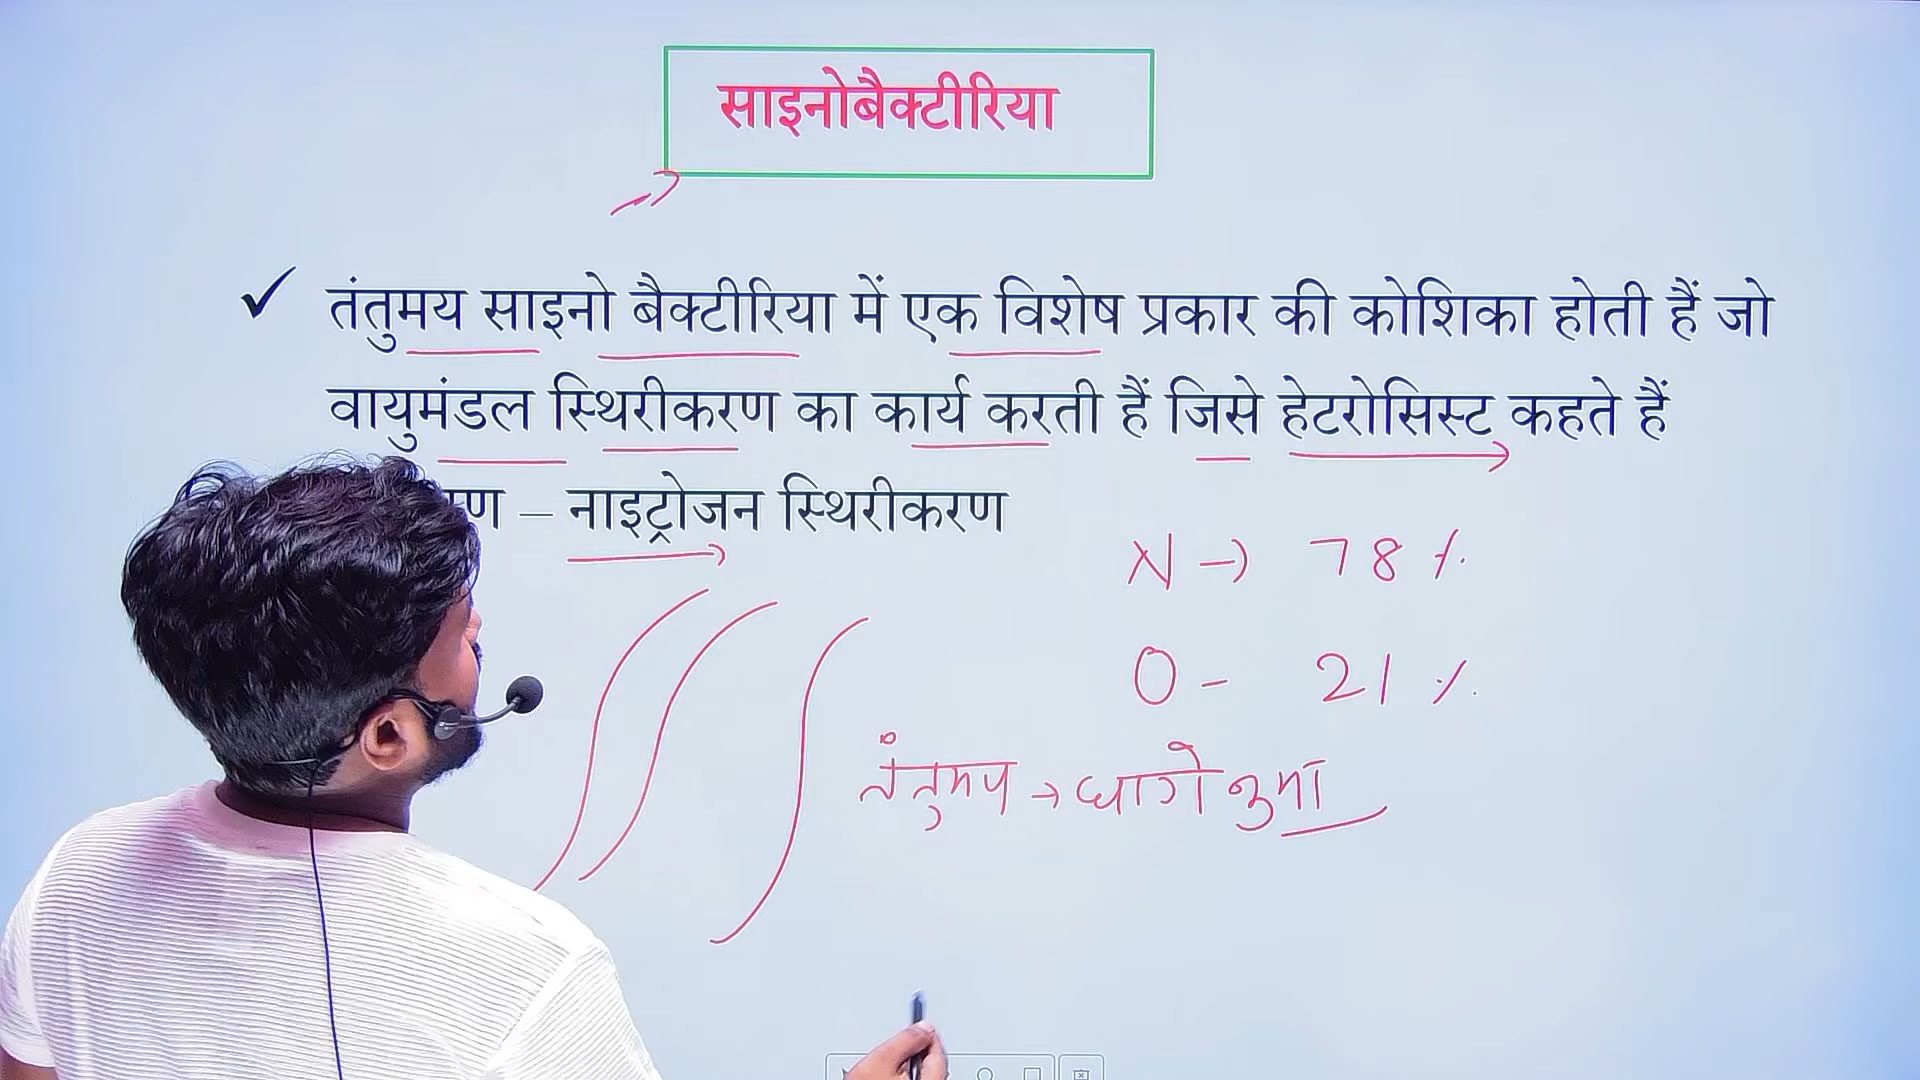 साइनोबैक्टीरिया
✓ तंतुमय साइनो बैक्टीरिया में एक विशेष प्रकार की कोशिका होती हैं जो
वायुमंडल स्थिरीकरण का कार्य करती हैं जिसे हेटरोसिस्ट कहते हैं
– नाइट्रोजन स्थिरीकरण
N → 78 %
O - 21 %
तंतुमय → धागे नुमा